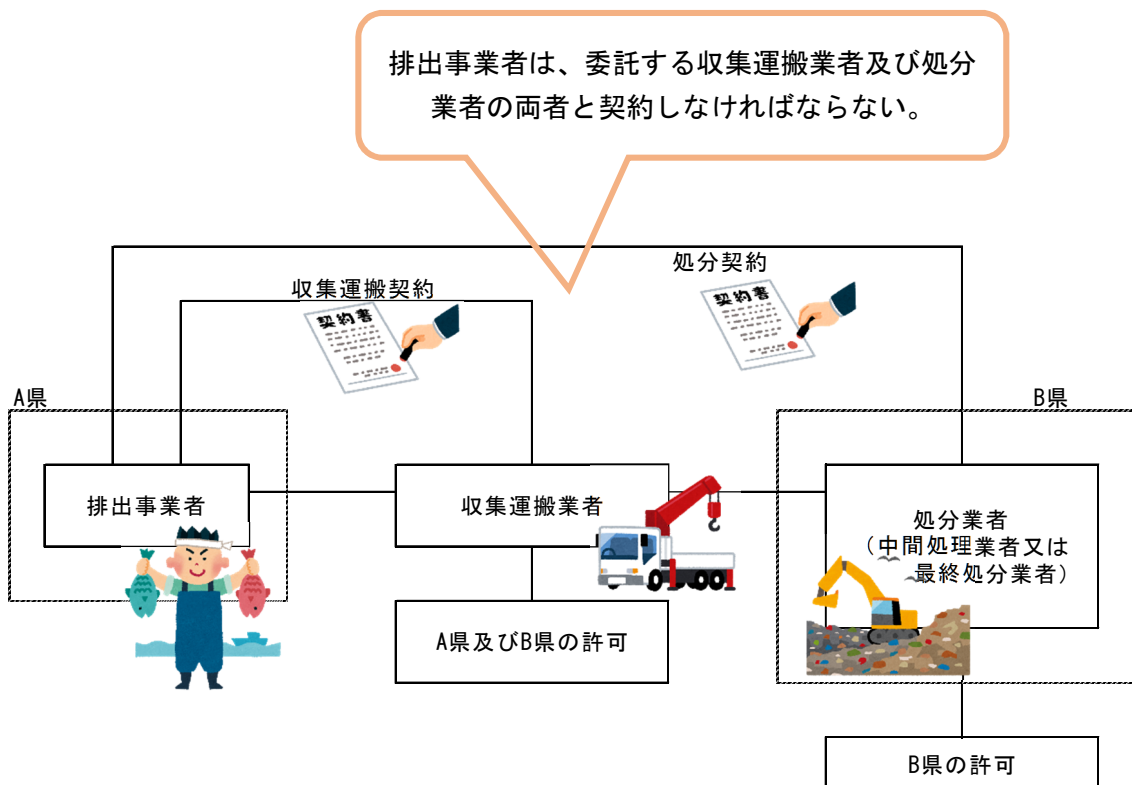 排出事業者は、委託する収集運搬業者及び処分
業者の両者と契約しなければならない。
処分契約
収集運搬契約
契約書
契約書
A県
B県
排出事業者
収集運搬業者
処分業者
（中間処理業者又は
最終処分業者）
A県及びB県の許可
B県の許可